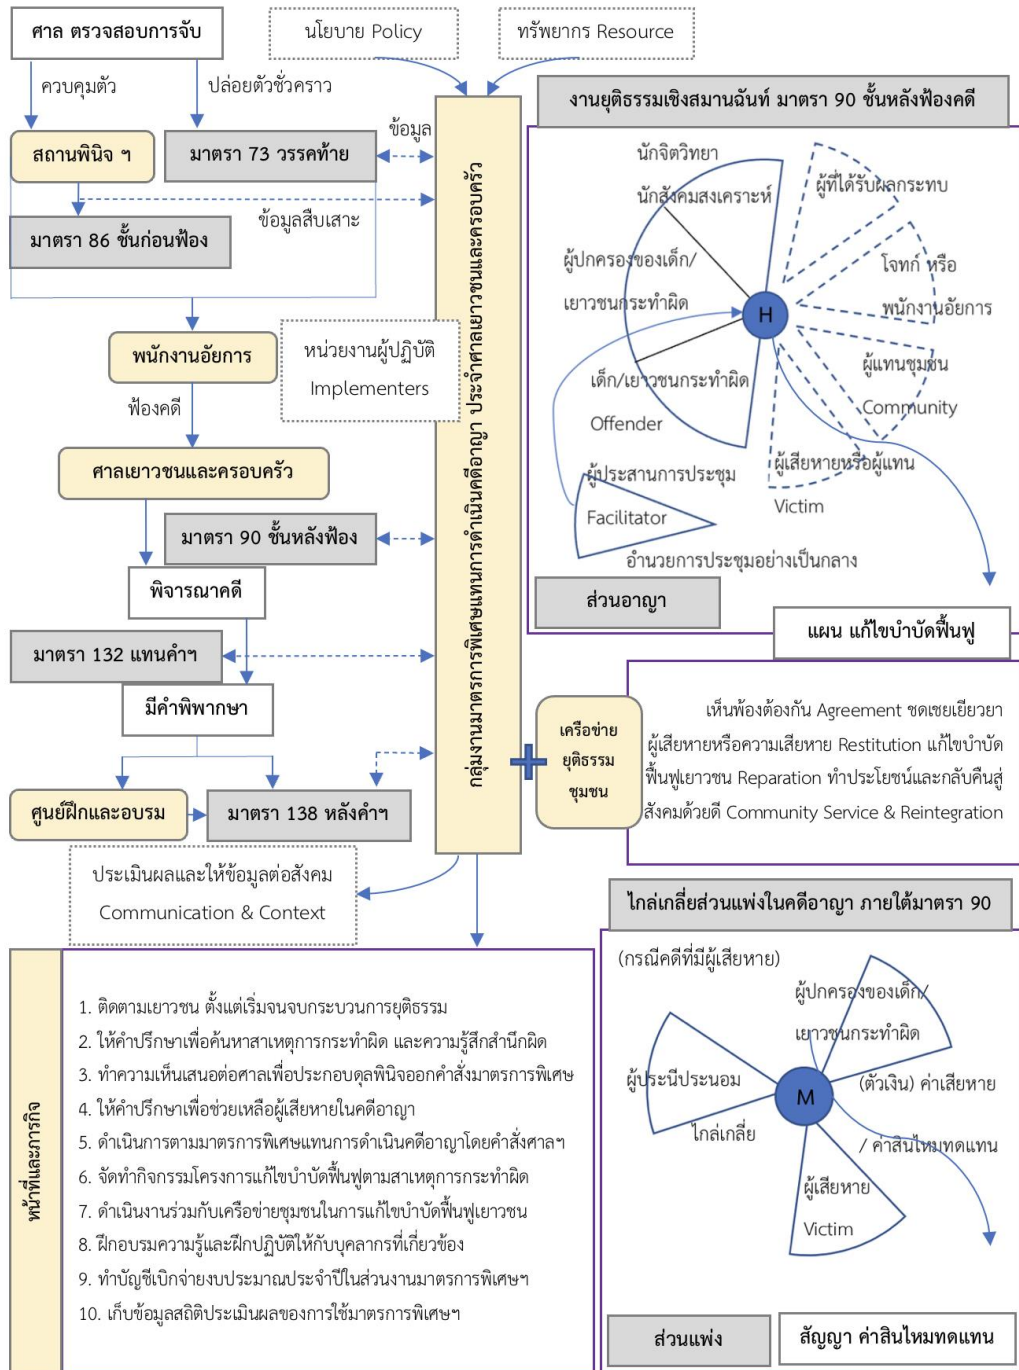 ศาล ตรวจสอบการจับ
นโยบาย Policy
ทรัพยากร Resource
ควบคุมตัว
ปล่อยตัวชั่วคราว
สถานพินิจ ฯ
มาตรา 73 วรรคท้าย
ข้อมูล
ข้อมูลสืบเสาะ
มาตรา 86 ชั้นก่อนฟ้อง
พนักงานอัยการ
หน่วยงานผู้ปฏิบัติ
Implementers
ฟ้องคดี
ศาลเยาวชนและครอบครัว
มาตรา 90 ชั้นหลังฟ้อง
พิจารณาคดี
มาตรา 132 แทนคำฯ
มีคำพิพากษา
ศูนย์ฝึกและอบรม
มาตรา 138 หลังคำฯ
ประเมินผลและให้ข้อมูลต่อสังคม
Communication & Context
กลุ่มงานมาตรการพิเศษแทนการดำเนินคดีอาญา ประจำศาลเยาวชนและครอบครัว
งานยุติธรรมเชิงสมานฉันท์ มาตรา 90 ชั้นหลังฟ้องคดี
นักจิตวิทยา
นักสังคมสงเคราะห์
ผู้ที่ได้รับผลกระทบ
ผู้ปกครองของเด็ก/
เยาวชนกระทำผิด
โจทก์ หรือ
พนักงานอัยการ
H
เด็ก/เยาวชนกระทำผิด
Offender
ผู้แทนชุมชน
Community
ผู้เสียหายหรือผู้แทน
Victim
ผู้ประสานการประชุม
Facilitator
อำนวยการประชุมอย่างเป็นกลาง
ส่วนอาญา
แผน แก้ไขบำบัดฟื้นฟู
เครือข่าย
ยุติธรรม
ชุมชน
เห็นพ้องต้องกัน Agreement ชดเชยเยียวยา
ผู้เสียหายหรือความเสียหาย Restitution แก้ไขบำบัด
ฟื้นฟูเยาวชน Reparation ทำประโยชน์และกลับคืนสู่
สังคมด้วยดี Community Service & Reintegration
หน้าที่และภารกิจ
1. ติดตามเยาวชน ตั้งแต่เริ่มจนจบกระบวนการยุติธรรม
2. ให้คำปรึกษาเพื่อค้นหาสาเหตุการกระทำผิด และความรู้สึกสำนึกผิด
3. ทำความเห็นเสนอต่อศาลเพื่อประกอบดุลพินิจออกคำสั่งมาตรการพิเศษ
4. ให้คำปรึกษาเพื่อช่วยเหลือผู้เสียหายในคดีอาญา
5. ดำเนินการตามมาตรการพิเศษแทนการดำเนินคดีอาญาโดยคำสั่งศาลฯ
6. จัดทำกิจกรรมโครงการแก้ไขบำบัดฟื้นฟูตามสาเหตุการกระทำผิด
7. ดำเนินงานร่วมกับเครือข่ายชุมชนในการแก้ไขบำบัดฟื้นฟูเยาวชน
8. ฝึกอบรมความรู้และฝึกปฏิบัติให้กับบุคลากรที่เกี่ยวข้อง
9. ทำบัญชีเบิกจ่ายงบประมาณประจำปีในส่วนงานมาตรการพิเศษฯ
10. เก็บข้อมูลสถิติประเมินผลของการใช้มาตรการพิเศษฯ
ไกล่เกลี่ยส่วนแพ่งในคดีอาญา ภายใต้มาตรา 90
(กรณีคดีที่มีผู้เสียหาย)
ผู้ปกครองของเด็ก/
เยาวชนกระทำผิด
ผู้ประนีประนอม
ไกล่เกลี่ย
M
(ตัวเงิน) ค่าเสียหาย
/ ค่าสินไหมทดแทน
ผู้เสียหาย
Victim
ส่วนแพ่ง
สัญญา ค่าสินไหมทดแทน